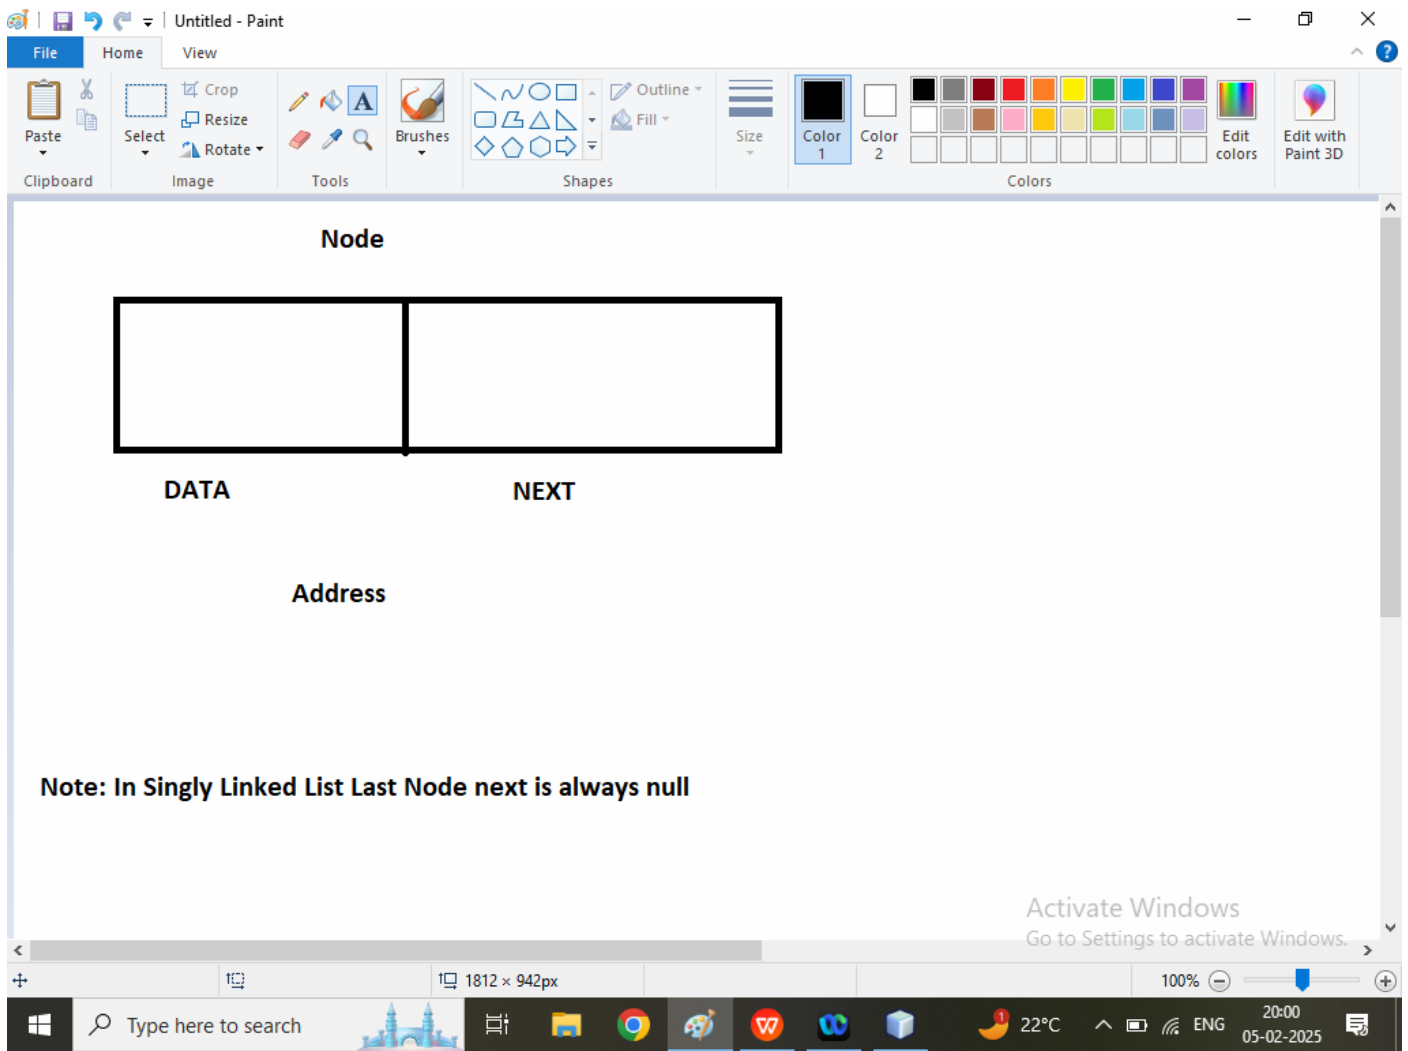 Untitled - Paint
File Home View
Paste
Clipboard
Select
Crop
Resize
Rotate
Image
Tools
Brushes
Shapes
Outline
Fill
Size
Color 1
Color 2
Colors
Edit colors
Edit with Paint 3D
Node
DATA NEXT
Address
Note: In Singly Linked List Last Node next is always null
Activate Windows
Go to Settings to activate Windows.
1812 × 942px 100%
Type here to search
1
22°C ENG
20:00
05-02-2025